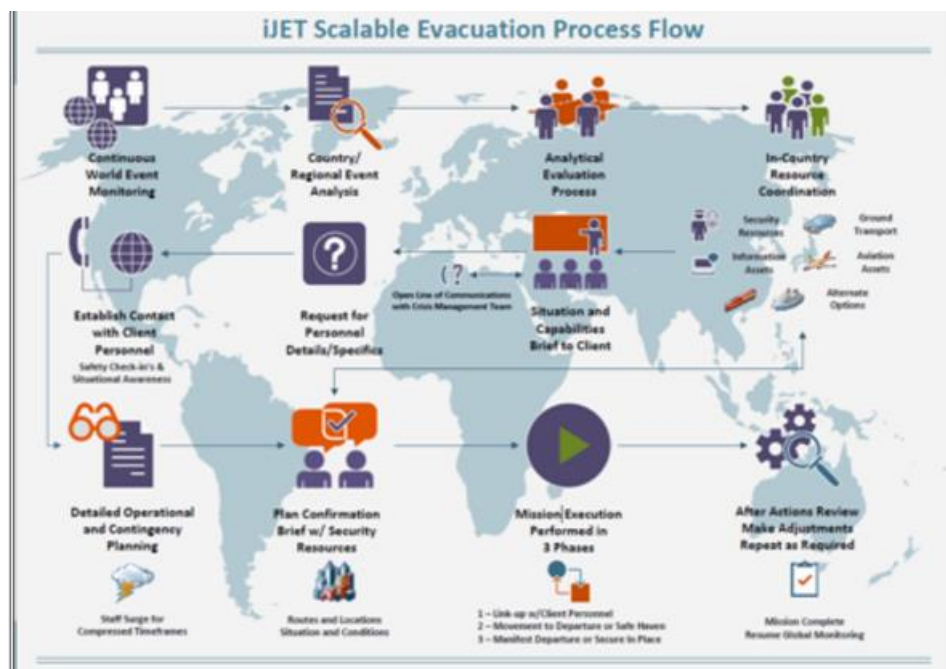 iJET Scalable Evacuation Process Flow
Continuous
World Event
Monitoring
Country/
Regional Event
Analysis
Analytical
Evaluation
Process
In-Country
Resource
Coordination
Security
Resources
Ground
Transport
Information
Assets
Aviation
Assets
Alternate
Options
Establish Contact
with Client
Personnel
Safety Check-in's &
Situational Awareness
?
Request for
Personnel
Details/Specifics
( ? )
Open Line of Communications
with Crisis Management Team
Situation and
Capabilities
Brief to Client
Detailed Operational
and Contingency
Planning
Staff Surge for
Compressed Timeframes
Plan Confirmation
Brief w/ Security
Resources
Routes and Locations
Situation and Conditions
Mission Execution
Performed in
3 Phases
1 – Link-up w/Client Personnel
2 – Movement to Departure or Safe Haven
3 – Manifest Departure or Secure In Place
After Actions Review
Make Adjustments
Repeat as Required
Mission Complete
Resume Global Monitoring